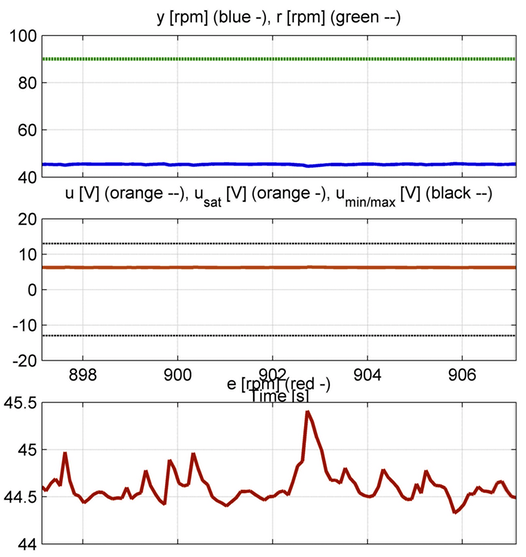 y [rpm] (blue -), r [rpm] (green --)
100
80
60
40
u [V] (orange --), u_sat [V] (orange -), u_min/max [V] (black --)
20
10
0
-10
-20
898 900 902 904 906
Time [s]
e [rpm] (red -)
45.5
45
44.5
44